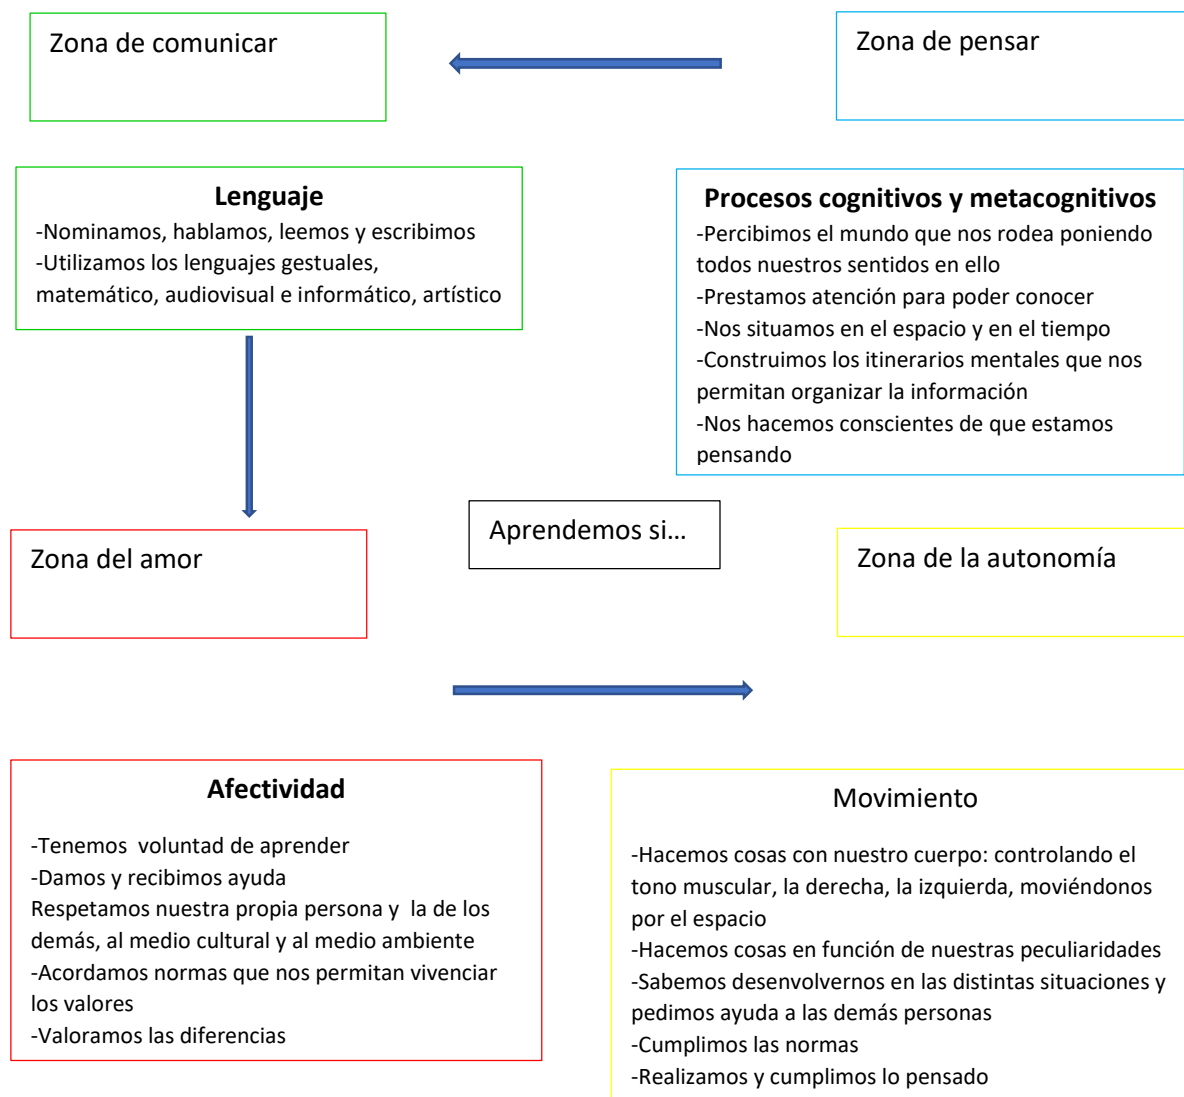 Zona de comunicar
Zona de pensar
Lenguaje
-Nominamos, hablamos, leemos y escribimos
-Utilizamos los lenguajes gestuales,
matemático, audiovisual e informático, artístico
Procesos cognitivos y metacognitivos
-Percibimos el mundo que nos rodea poniendo
todos nuestros sentidos en ello
-Prestamos atención para poder conocer
-Nos situamos en el espacio y en el tiempo
-Construimos los itinerarios mentales que nos
permitan organizar la información
-Nos hacemos conscientes de que estamos
pensando
Aprendemos si...
Zona del amor
Zona de la autonomía
Afectividad
-Tenemos  voluntad de aprender
-Damos y recibimos ayuda
Respetamos nuestra propia persona y  la de los
demás, al medio cultural y al medio ambiente
-Acordamos normas que nos permitan vivenciar
los valores
-Valoramos las diferencias
Movimiento
-Hacemos cosas con nuestro cuerpo: controlando el
tono muscular, la derecha, la izquierda, moviéndonos
por el espacio
-Hacemos cosas en función de nuestras peculiaridades
-Sabemos desenvolvernos en las distintas situaciones y
pedimos ayuda a las demás personas
-Cumplimos las normas
-Realizamos y cumplimos lo pensado